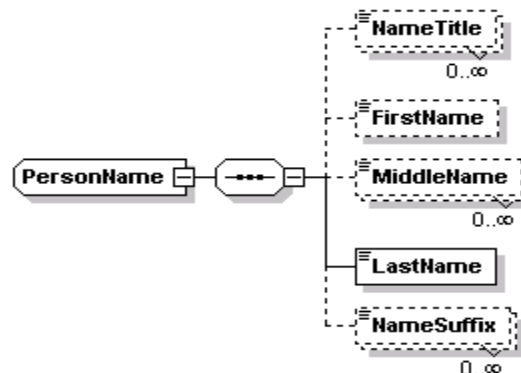 NameTitle
0..∞
FirstName
PersonName
MiddleName
0..∞
LastName
NameSuffix
0..∞